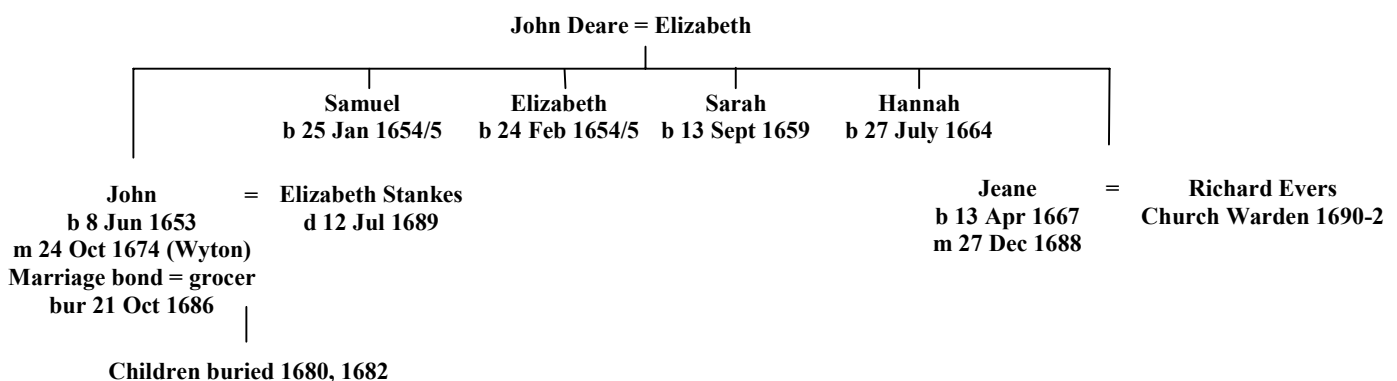 John Deare = Elizabeth
Samuel
b 25 Jan 1654/5
Elizabeth
b 24 Feb 1654/5
Sarah
b 13 Sept 1659
Hannah
b 27 July 1664
John = Elizabeth Stankes
b 8 Jun 1653 d 12 Jul 1689
m 24 Oct 1674 (Wyton)
Marriage bond = grocer
bur 21 Oct 1686
Jeane = Richard Evers
b 13 Apr 1667 Church Warden 1690-2
m 27 Dec 1688
Children buried 1680, 1682